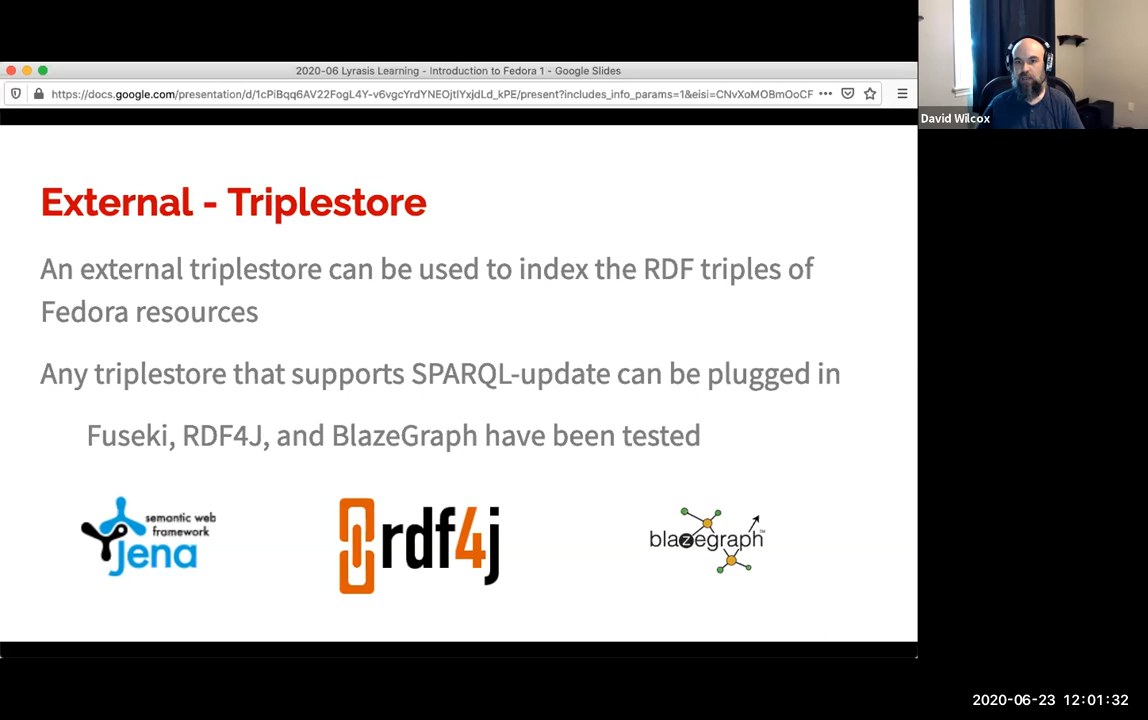 2020-06 Lyrasis Learning - Introduction to Fedora 1 - Google Slides
https://docs.google.com/presentation/d/1cPiBqq6AV22FogL4Y-v6vgcYrdYNEOjtlYxjdLd_kPE/present?includes_info_params=1&eisi=CNvXoMOBmOoCF
David Wilcox
External - Triplestore
An external triplestore can be used to index the RDF triples of
Fedora resources
Any triplestore that supports SPARQL-update can be plugged in
Fuseki, RDF4J, and BlazeGraph have been tested
semantic web
framework
jena
rdf4j
blazegraph™
2020-06-23 12:01:32